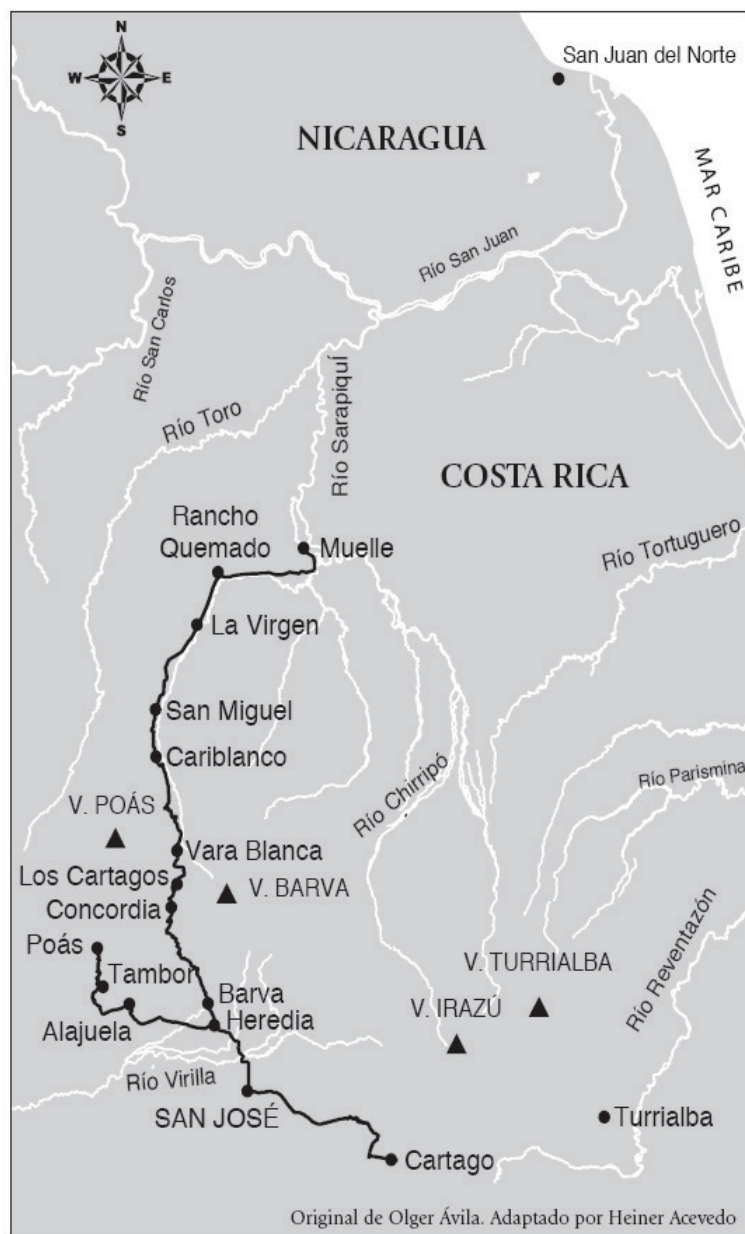 N
W E
S
San Juan del Norte
NICARAGUA
MAR CARIBE
Río San Juan
Río San Carlos
Río Toro
Río Sarapiquí
COSTA RICA
Rancho
Quemado
Muelle
Río Tortuguero
La Virgen
San Miguel
Cariblanco
Río Parismina
Río Chirripó
V. POÁS
Vara Blanca
Los Cartagos
V. BARVA
Concordia
Poás
V. TURRIALBA
Río Reventazón
Tambor
Barva
V. IRAZÚ
Alajuela
Heredia
Río Virilla
SAN JOSÉ
Turrialba
Cartago
Original de Olger Ávila. Adaptado por Heiner Acevedo